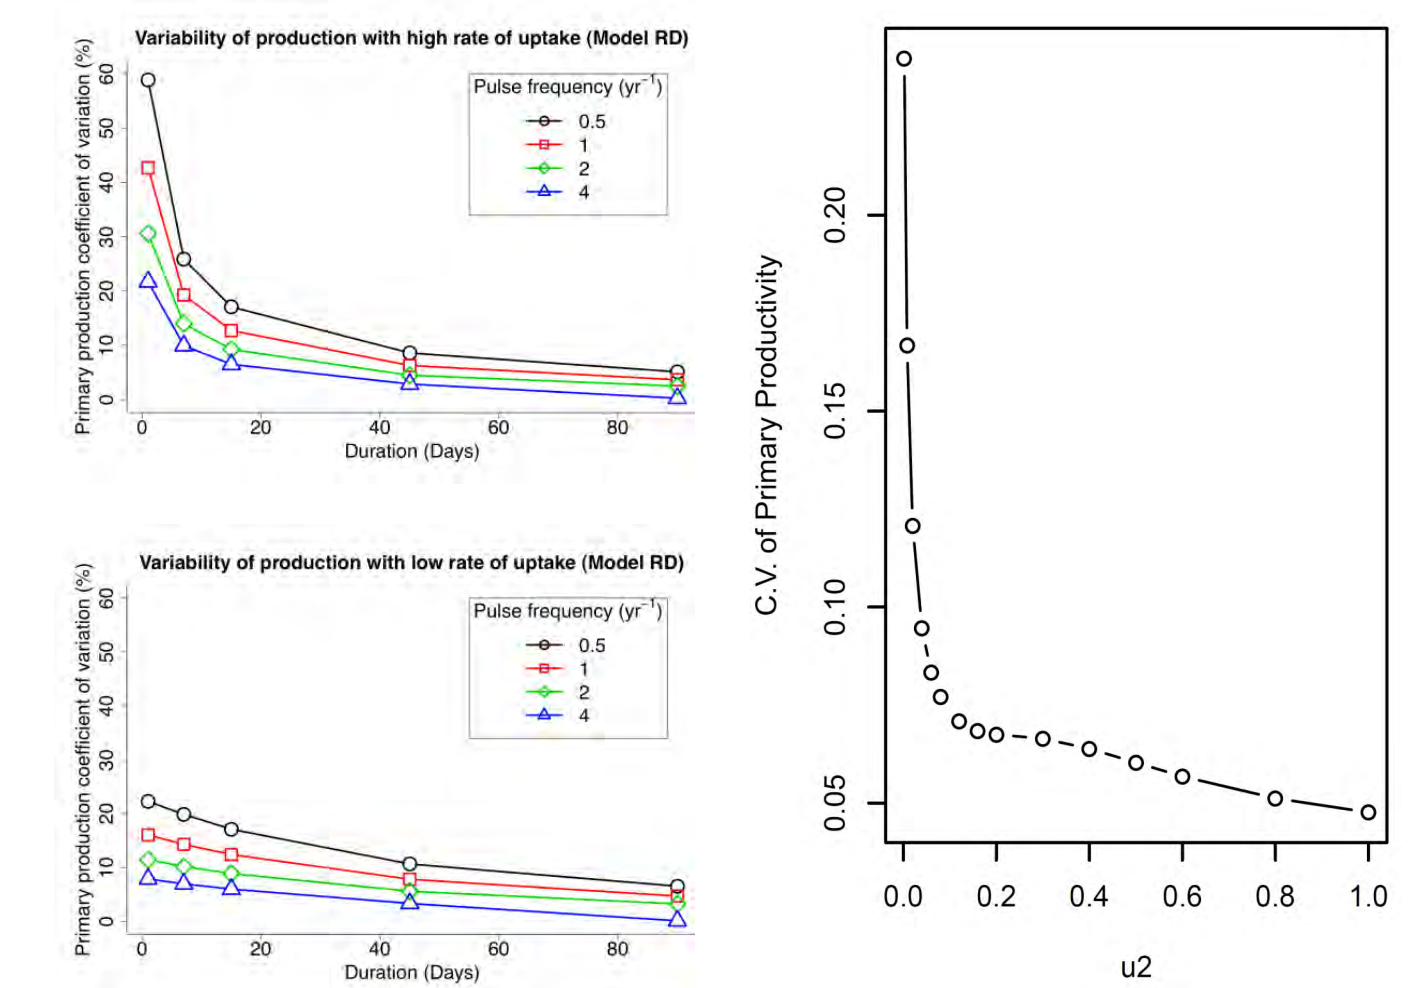 Variability of production with high rate of uptake (Model RD)
Primary production coefficient of variation (%)
60
50
40
30
20
10
0
Pulse frequency (yr⁻¹)
0.5
1
2
4
0 20 40 60 80
Duration (Days)
Variability of production with low rate of uptake (Model RD)
Primary production coefficient of variation (%)
60
50
40
30
20
10
0
Pulse frequency (yr⁻¹)
0.5
1
2
4
0 20 40 60 80
Duration (Days)
C.V. of Primary Productivity
0.20
0.15
0.10
0.05
0.0 0.2 0.4 0.6 0.8 1.0
u2